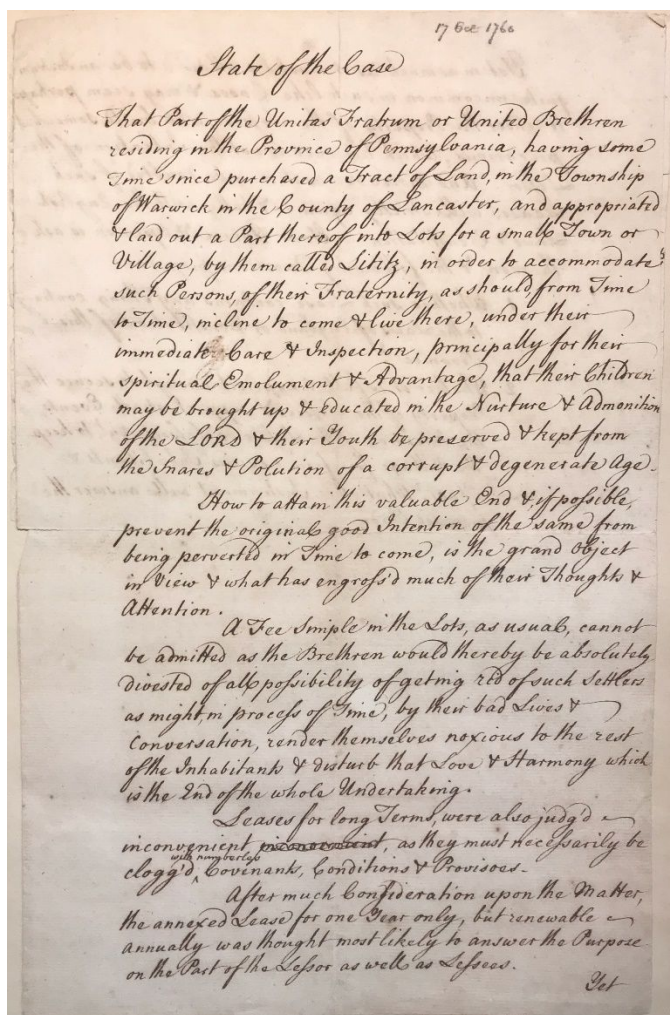 17 Oct 1760
State of the Case
That Part of the Unitas Fratrum or United Brethren
residing in the Province of Pennsylvania, having some
Time since purchased a Tract of Land, in the Township
of Warwick in the County of Lancaster, and appropriated
& laid out a Part thereof into Lots for a small Town or
Village, by them called Lititz, in order to accommodate
such Persons, of their Fraternity, as should, from Time
to Time, incline to come & live there, under their
immediate Care & Inspection, principally for their
spiritual Emolument & Advantage, that their Children
may be brought up & educated in the Nurture & Admonition
of the LORD & their Youth be preserved & kept from
the Snares & Polution of a corrupt & degenerate Age.
How to attain this valuable End & if possible,
prevent the original good Intention of the same from
being perverted in Time to come, is the grand Object
in View & what has engross'd much of their Thoughts &
Attention.
A Fee Simple in the Lots, as usual, cannot
be admitted as the Brethren would thereby be absolutely
divested of all possibility of geting rid of such Settlers
as might in process of Time, by their bad Lives &
Conversation, render themselves noxious to the rest
of the Inhabitants & disturb that Love & Harmony which
is the End of the whole Undertaking.
Leases for long Terms, were also judg'd
inconvenient, as they must necessarily be
with numberless
clogg'd Covinants, Conditions & Provisoes.
After much Consideration upon the Matter,
the annexed Lease for one Year only, but renewable
annually was thought most likely to answer the Purpose
on the Part of the Lessor as well as Lessees.
Yet